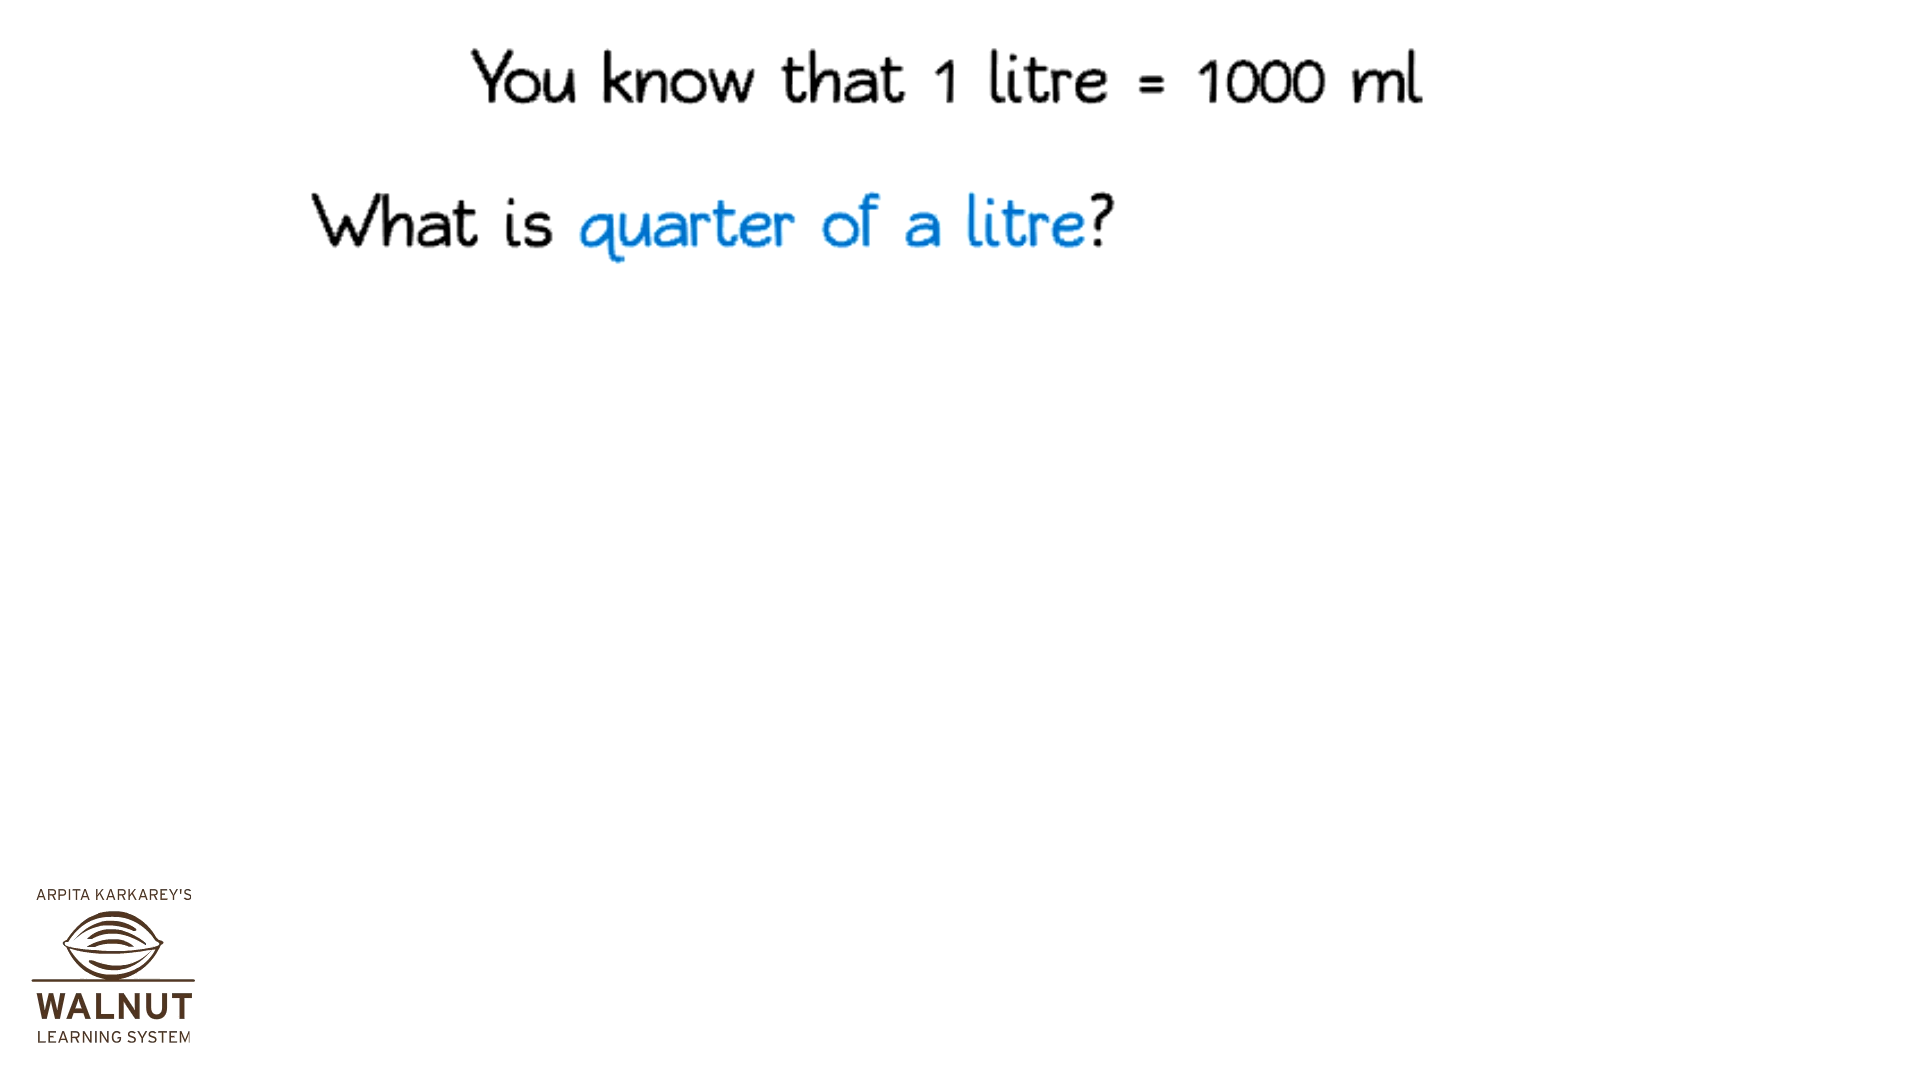 You know that 1 litre = 1000 ml
What is quarter of a litre?
ARPITA KARKAREY'S
WALNUT
LEARNING SYSTEM